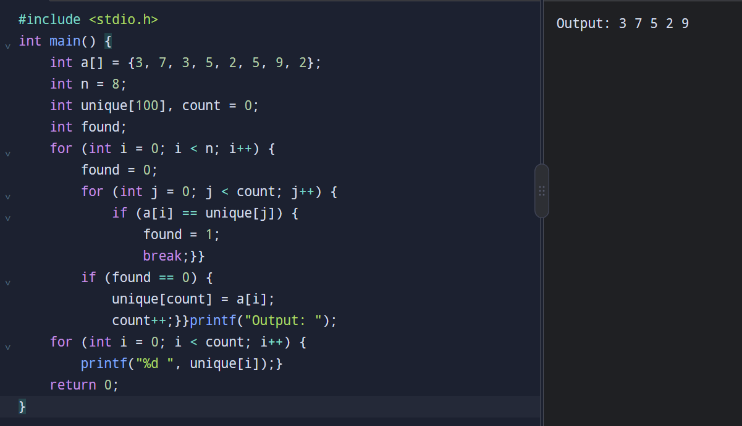 #include <stdio.h>
int main() {
    int a[] = {3, 7, 3, 5, 2, 5, 9, 2};
    int n = 8;
    int unique[100], count = 0;
    int found;
    for (int i = 0; i < n; i++) {
        found = 0;
        for (int j = 0; j < count; j++) {
            if (a[i] == unique[j]) {
                found = 1;
                break;}}
        if (found == 0) {
            unique[count] = a[i];
            count++;}}printf("Output: ");
    for (int i = 0; i < count; i++) {
        printf("%d ", unique[i]);}
    return 0;
}
Output: 3 7 5 2 9